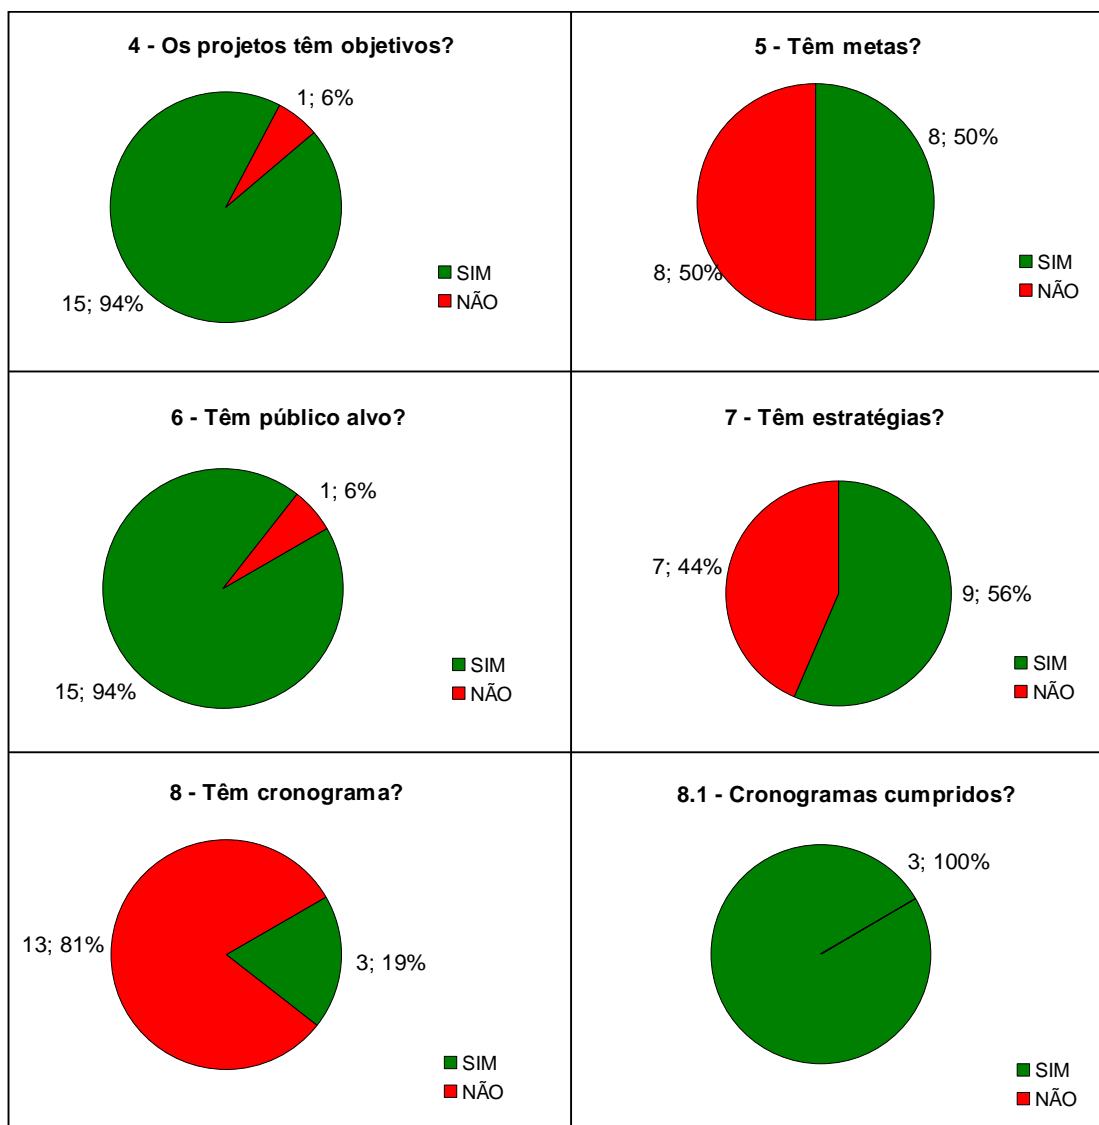 4 - Os projetos têm objetivos?
1; 6%
15; 94%
SIM
NÃO
5 - Têm metas?
8; 50%
8; 50%
SIM
NÃO
6 - Têm público alvo?
1; 6%
15; 94%
SIM
NÃO
7 - Têm estratégias?
7; 44%
9; 56%
SIM
NÃO
8 - Têm cronograma?
13; 81%
3; 19%
SIM
NÃO
8.1 - Cronogramas cumpridos?
3; 100%
SIM
NÃO